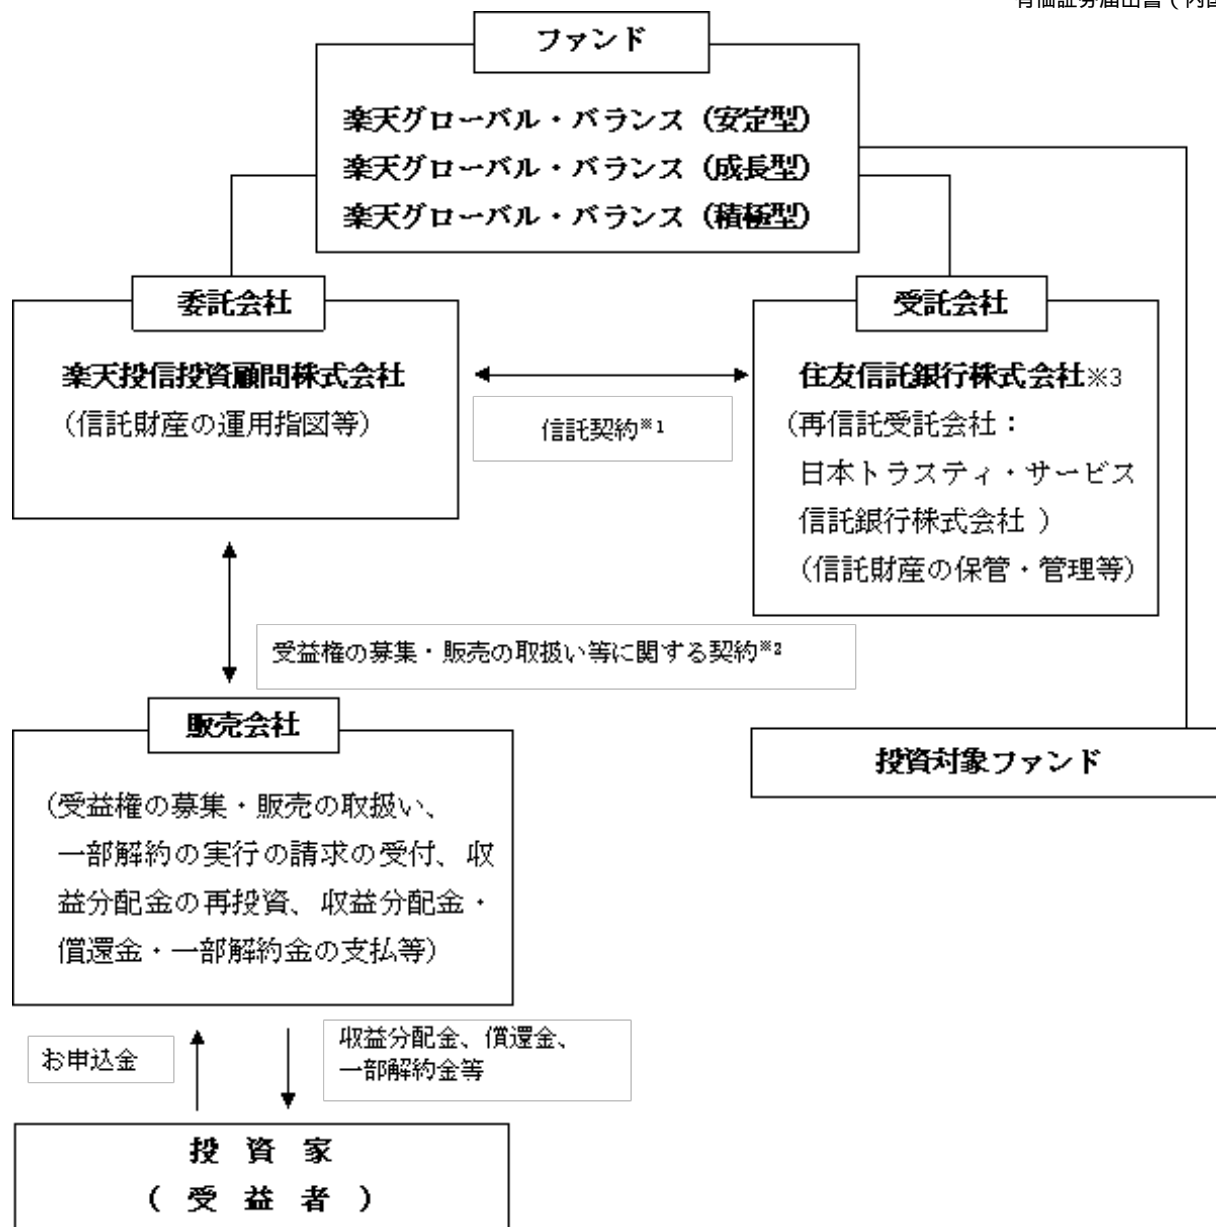 有価証券届出書（内国
ファンド
楽天グローバル・バランス（安定型）
楽天グローバル・バランス（成長型）
楽天グローバル・バランス（積極型）
委託会社
楽天投信投資顧問株式会社
（信託財産の運用指図等）
信託契約※1
受託会社
住友信託銀行株式会社※3
（再信託受託会社：
日本トラスティ・サービス
信託銀行株式会社 ）
（信託財産の保管・管理等）
受益権の募集・販売の取扱い等に関する契約※2
販売会社
（受益権の募集・販売の取扱い、
一部解約の実行の請求の受付、収
益分配金の再投資、収益分配金・
償還金・一部解約金の支払等）
投資対象ファンド
お申込金
収益分配金、償還金、
一部解約金等
投 資 家
（ 受 益 者 ）